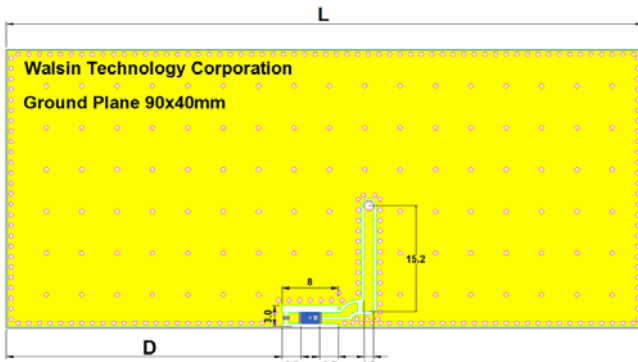 L
Walsin Technology Corporation
Ground Plane 90x40mm
15.2
8
3.0
D